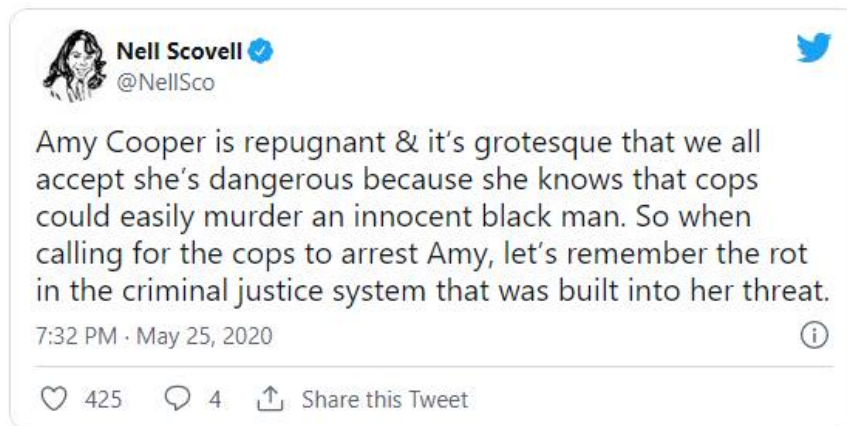 Nell Scovell
@NellSco
Amy Cooper is repugnant & it's grotesque that we all
accept she's dangerous because she knows that cops
could easily murder an innocent black man. So when
calling for the cops to arrest Amy, let's remember the rot
in the criminal justice system that was built into her threat.
7:32 PM · May 25, 2020
425 4 Share this Tweet